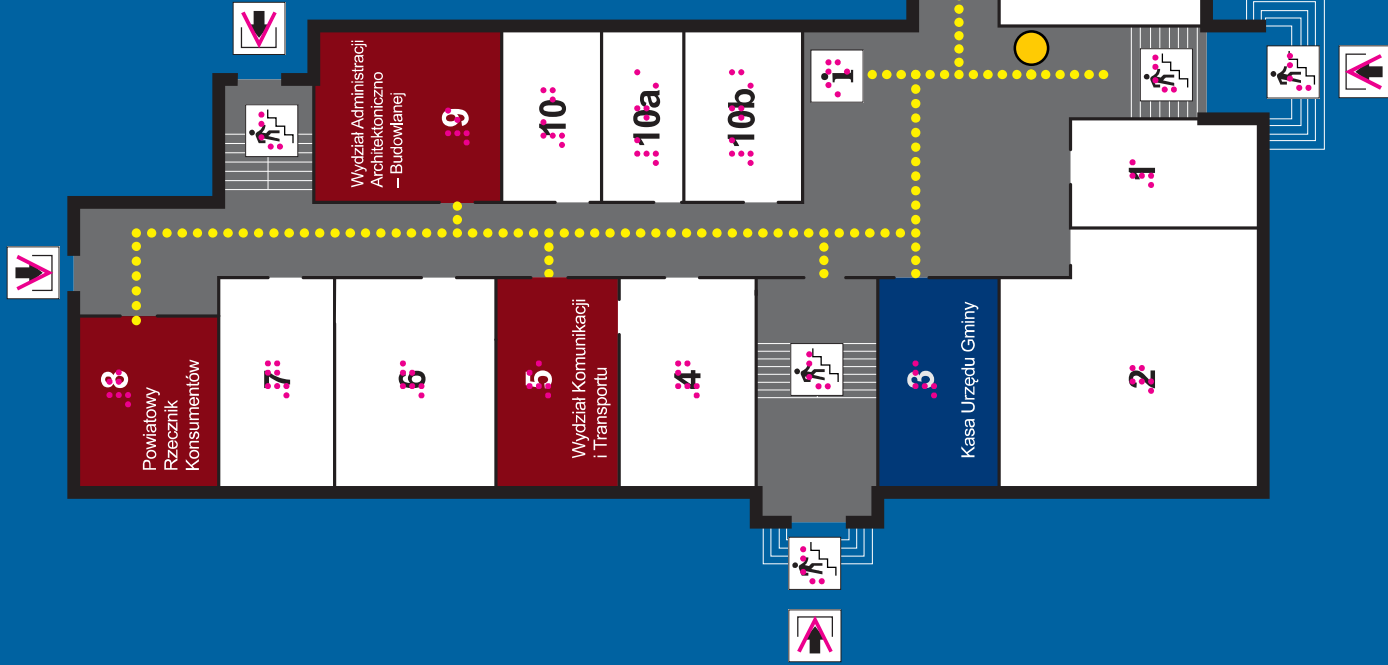 Wydział Administracji
Architektoniczno
– Budowlanej
9
10
10a
10b
i
1
8
Powiatowy
Rzecznik
Konsumentów
7
6
5
Wydział Komunikacji
i Transportu
4
3
Kasa Urzędu Gminy
2